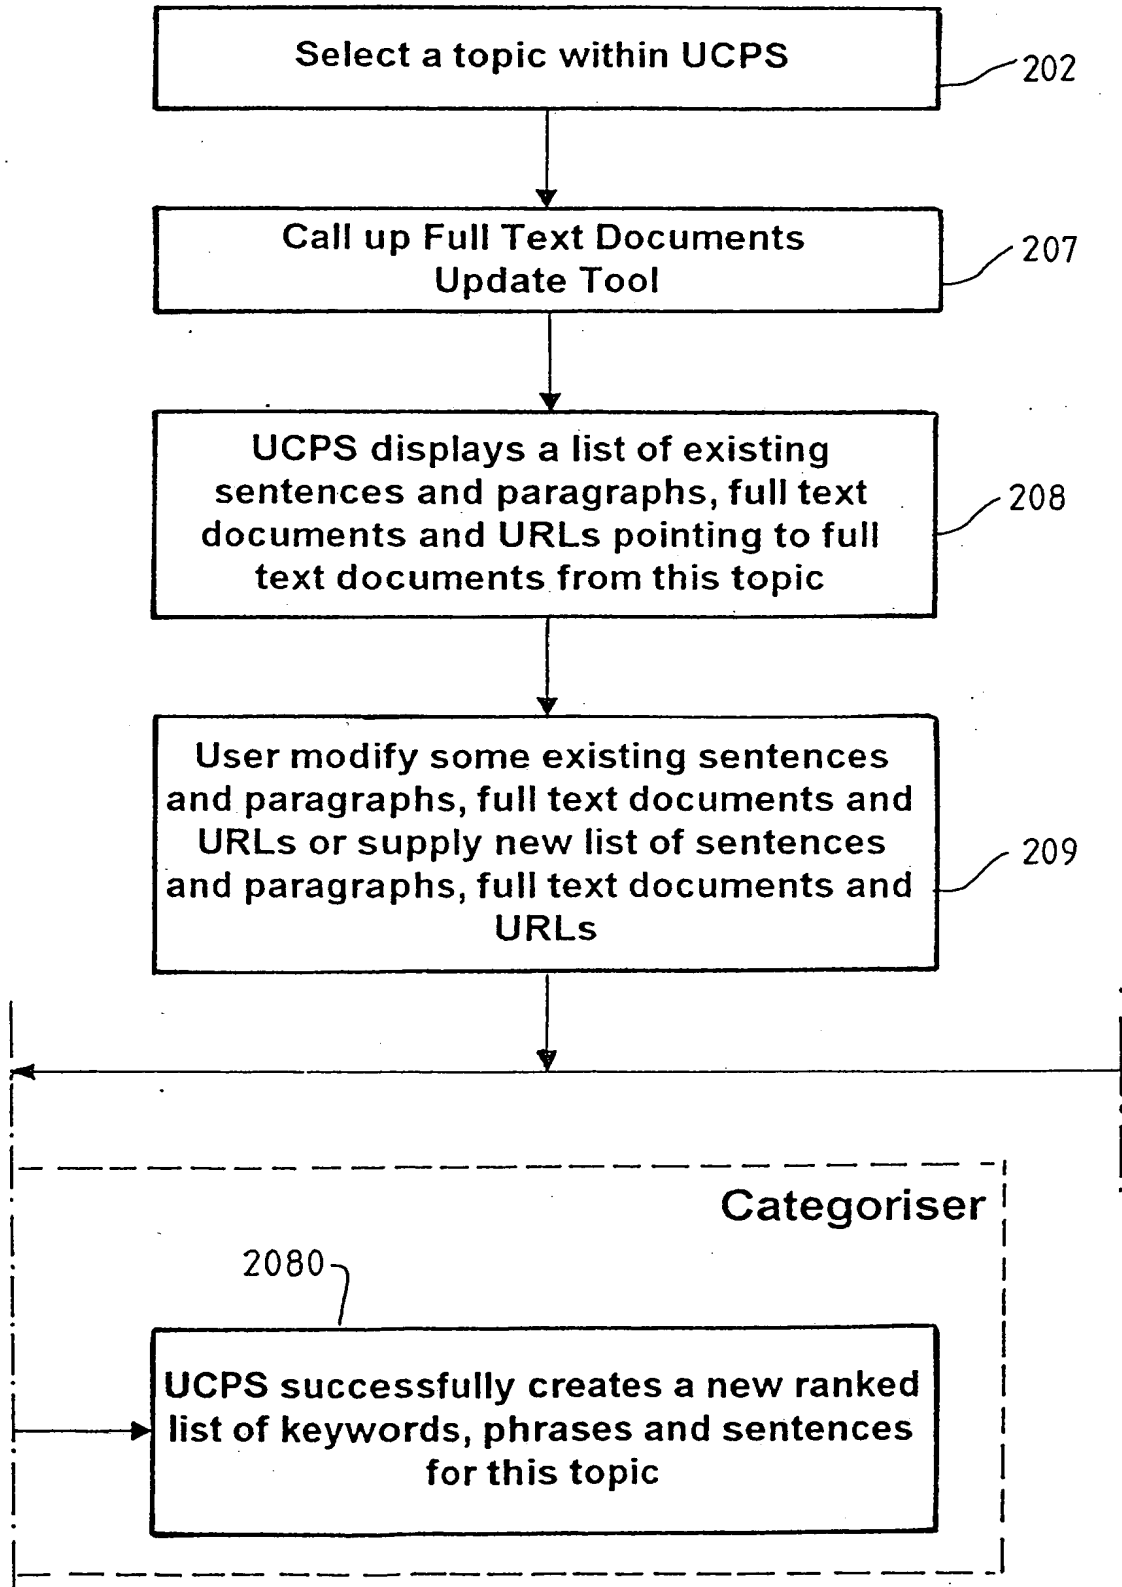 Select a topic within UCPS
202
Call up Full Text Documents
Update Tool
207
UCPS displays a list of existing
sentences and paragraphs, full text
documents and URLs pointing to full
text documents from this topic
208
User modify some existing sentences
and paragraphs, full text documents and
URLs or supply new list of sentences
and paragraphs, full text documents and
URLs
209
Categoriser
2080
UCPS successfully creates a new ranked
list of keywords, phrases and sentences
for this topic